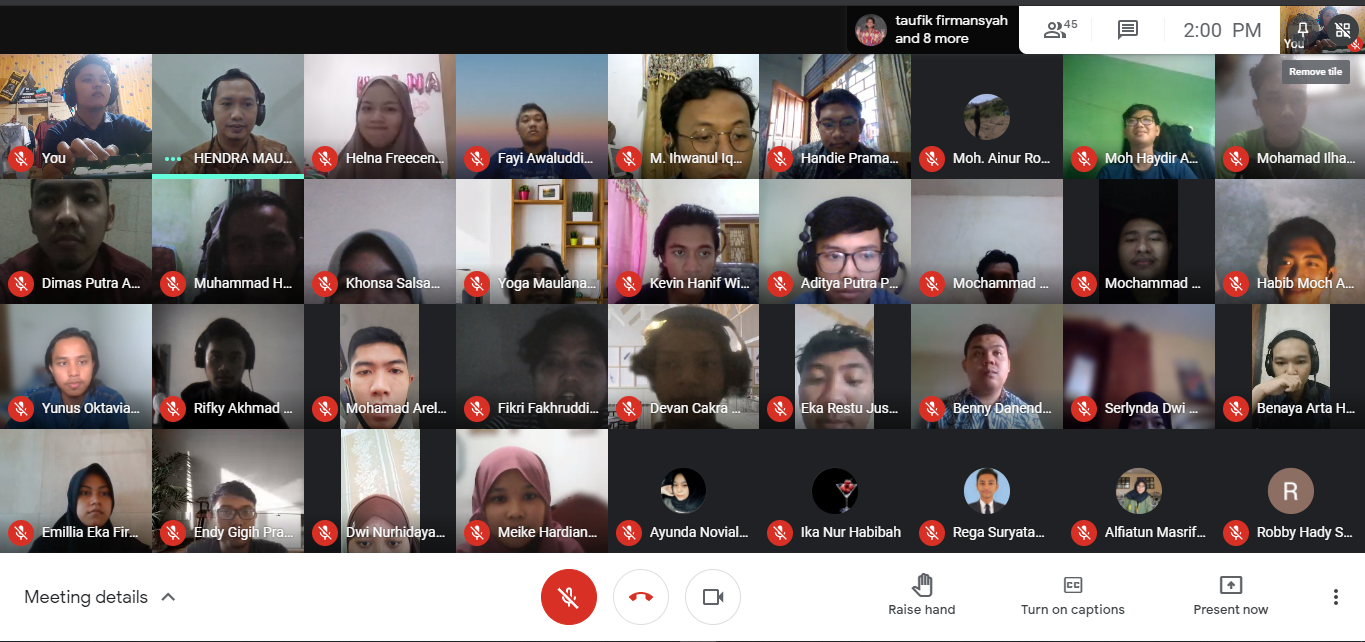 taufik firmansyah
and 8 more
45
2:00 PM
You
Remove tile
You
HENDRA MAU...
Helna Freecen...
Fayi Awaluddi...
M. Ihwanul Iq...
Handie Prama...
Moh. Ainur Ro...
Moh Haydir A...
Mohamad Ilha...
Dimas Putra A...
Muhammad H...
Khonsa Salsa...
Yoga Maulana...
Kevin Hanif Wi...
Aditya Putra P...
Mochammad ...
Mochammad ...
Habib Moch A...
Yunus Oktavia...
Rifky Akhmad ...
Mohamad Arel...
Fikri Fakhruddi...
Devan Cakra ...
Eka Restu Jus...
Benny Danend...
Serlynda Dwi ...
Benaya Arta H...
Emillia Eka Fir...
Endy Gigih Pra...
Dwi Nurhidaya...
Meike Hardian...
Ayunda Novial...
Ika Nur Habibah
Rega Suryata...
Alfiatun Masrif...
R
Robby Hady S...
Meeting details
Raise hand
CC
Turn on captions
Present now